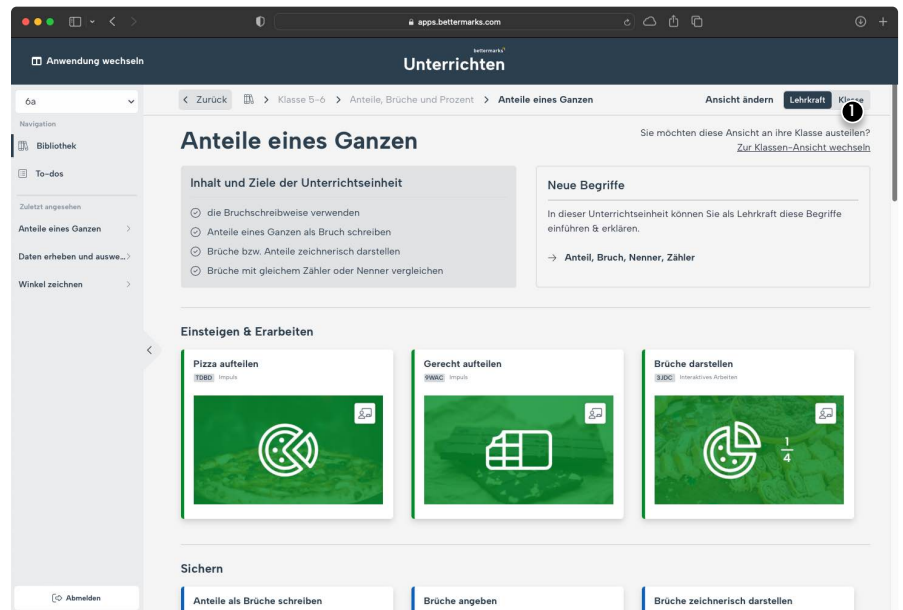 apps.bettermarks.com
Anwendung wechseln
bettermarks
Unterrichten
6a
Navigation
Bibliothek
To-dos
Zuletzt angesehen
Anteile eines Ganzen
Daten erheben und auswe...
Winkel zeichnen
Abmelden
Zurück
Klasse 5-6 > Anteile, Brüche und Prozent > Anteile eines Ganzen
Ansicht ändern
Lehrkraft
Klasse
1
Anteile eines Ganzen
Sie möchten diese Ansicht an ihre Klasse austeilen?
Zur Klassen-Ansicht wechseln
Inhalt und Ziele der Unterrichtseinheit
die Bruchschreibweise verwenden
Anteile eines Ganzen als Bruch schreiben
Brüche bzw. Anteile zeichnerisch darstellen
Brüche mit gleichem Zähler oder Nenner vergleichen
Neue Begriffe
In dieser Unterrichtseinheit können Sie als Lehrkraft diese Begriffe
einführen & erklären.
→ Anteil, Bruch, Nenner, Zähler
Einsteigen & Erarbeiten
Pizza aufteilen
TDBD Impuls
Gerecht aufteilen
9WAC Impuls
Brüche darstellen
3JDC Interaktives Arbeiten
1
4
Sichern
Anteile als Brüche schreiben
Brüche angeben
Brüche zeichnerisch darstellen